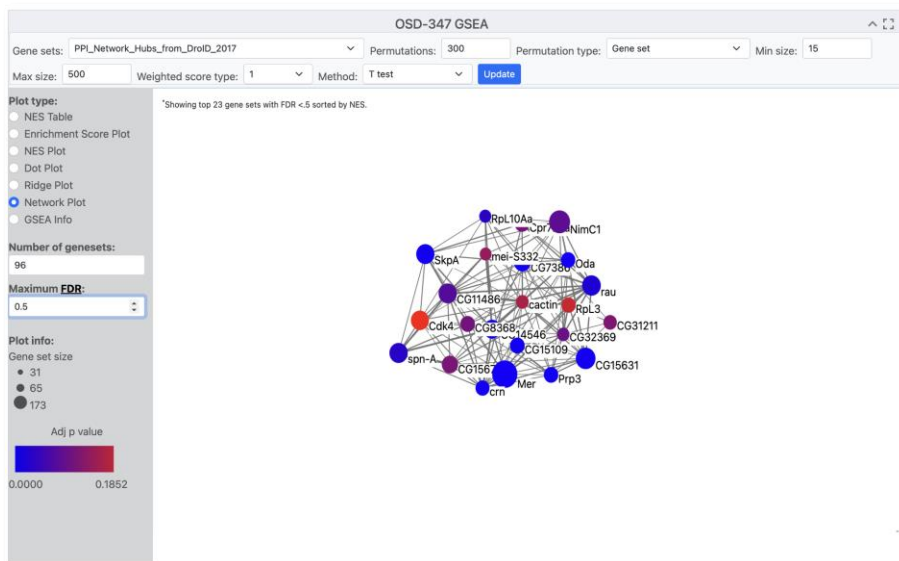 OSD-347 GSEA
Gene sets: PPI_Network_Hubs_from_DroID_2017 Permutations: 300 Permutation type: Gene set Min size: 15
Max size: 500 Weighted score type: 1 Method: T test Update
Plot type:
NES Table
Enrichment Score Plot
NES Plot
Dot Plot
Ridge Plot
Network Plot
GSEA Info
Number of genesets:
96
Maximum FDR:
0.5
Plot info:
Gene set size
31
65
173
Adj p value
0.0000 0.1852
*Showing top 23 gene sets with FDR <.5 sorted by NES.
RpL10Aa
NimC1
SkpA
mei-S332
CG7386
Oda
rau
CG11486
cactin
RpL3
Cdk4
CG8368
CG14546
CG32369
CG31211
CG15109
spn-A
Mer
Prp3
CG15631
crn